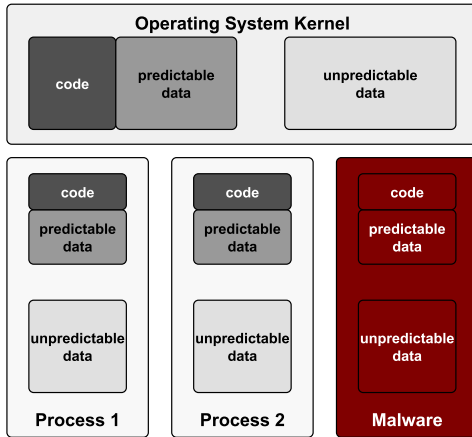 Operating System Kernel
code
predictable
data
unpredictable
data
code
predictable
data
unpredictable
data
Process 1
code
predictable
data
unpredictable
data
Process 2
code
predictable
data
unpredictable
data
Malware